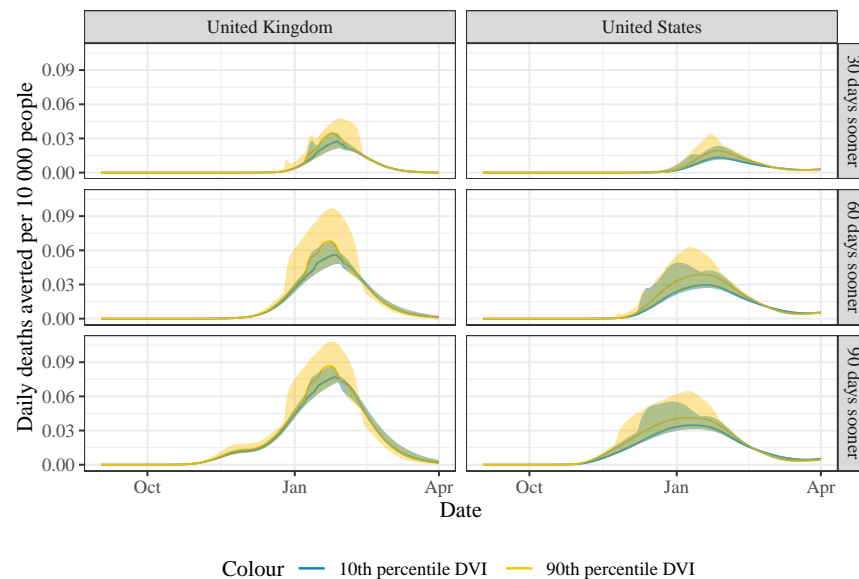 United Kingdom
United States
Daily deaths averted per 10 000 people
0.09
0.06
0.03
0.00
30 days sooner
0.09
0.06
0.03
0.00
60 days sooner
0.09
0.06
0.03
0.00
90 days sooner
Oct
Jan
Apr
Oct
Jan
Apr
Date
Colour
10th percentile DVI
90th percentile DVI